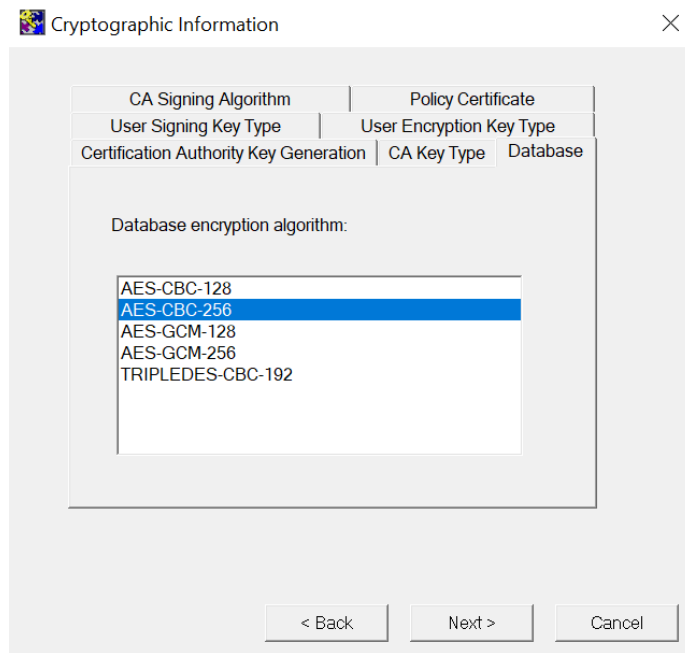 Cryptographic Information
CA Signing Algorithm Policy Certificate
User Signing Key Type User Encryption Key Type
Certification Authority Key Generation CA Key Type Database
Database encryption algorithm:
AES-CBC-128
AES-CBC-256
AES-GCM-128
AES-GCM-256
TRIPLEDES-CBC-192
< Back Next > Cancel